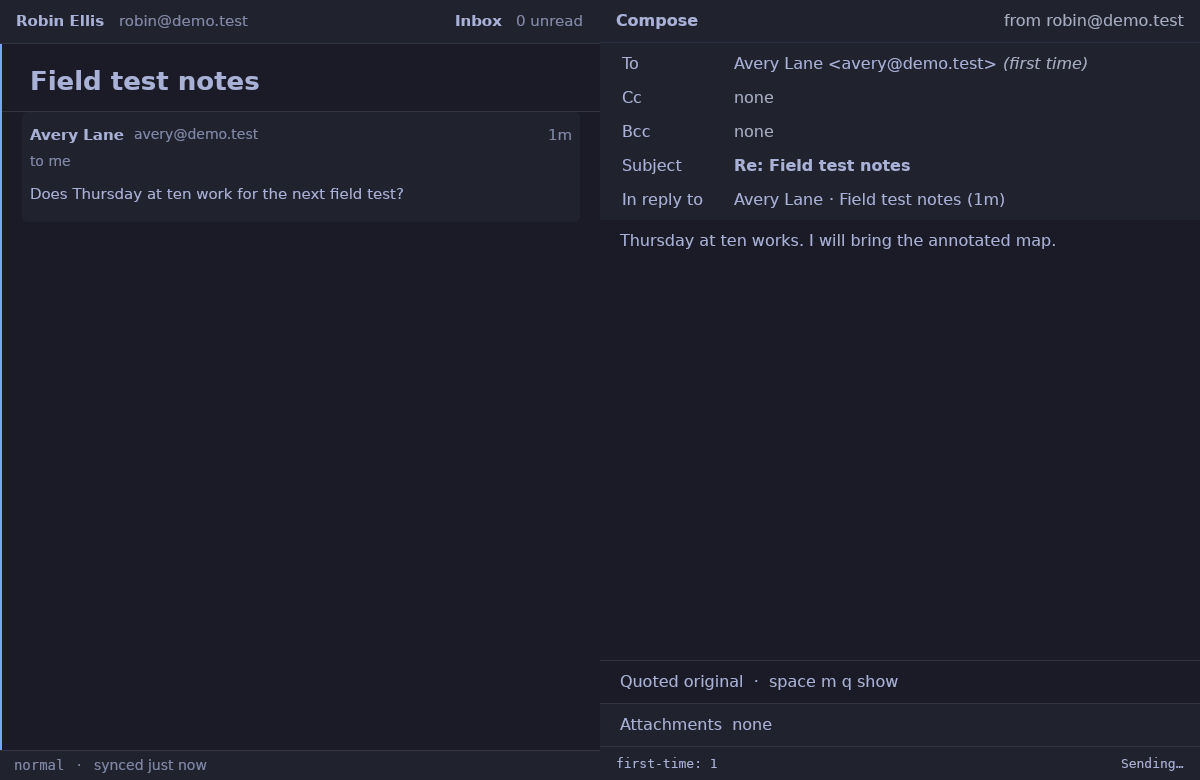 Robin Ellis robin@demo.test Inbox 0 unread
Field test notes
Avery Lane avery@demo.test 1m
to me
Does Thursday at ten work for the next field test?
normal · synced just now
Compose from robin@demo.test
To Avery Lane <avery@demo.test> (first time)
Cc none
Bcc none
Subject Re: Field test notes
In reply to Avery Lane · Field test notes (1m)
Thursday at ten works. I will bring the annotated map.
Quoted original · space m q show
Attachments none
first-time: 1 Sending…